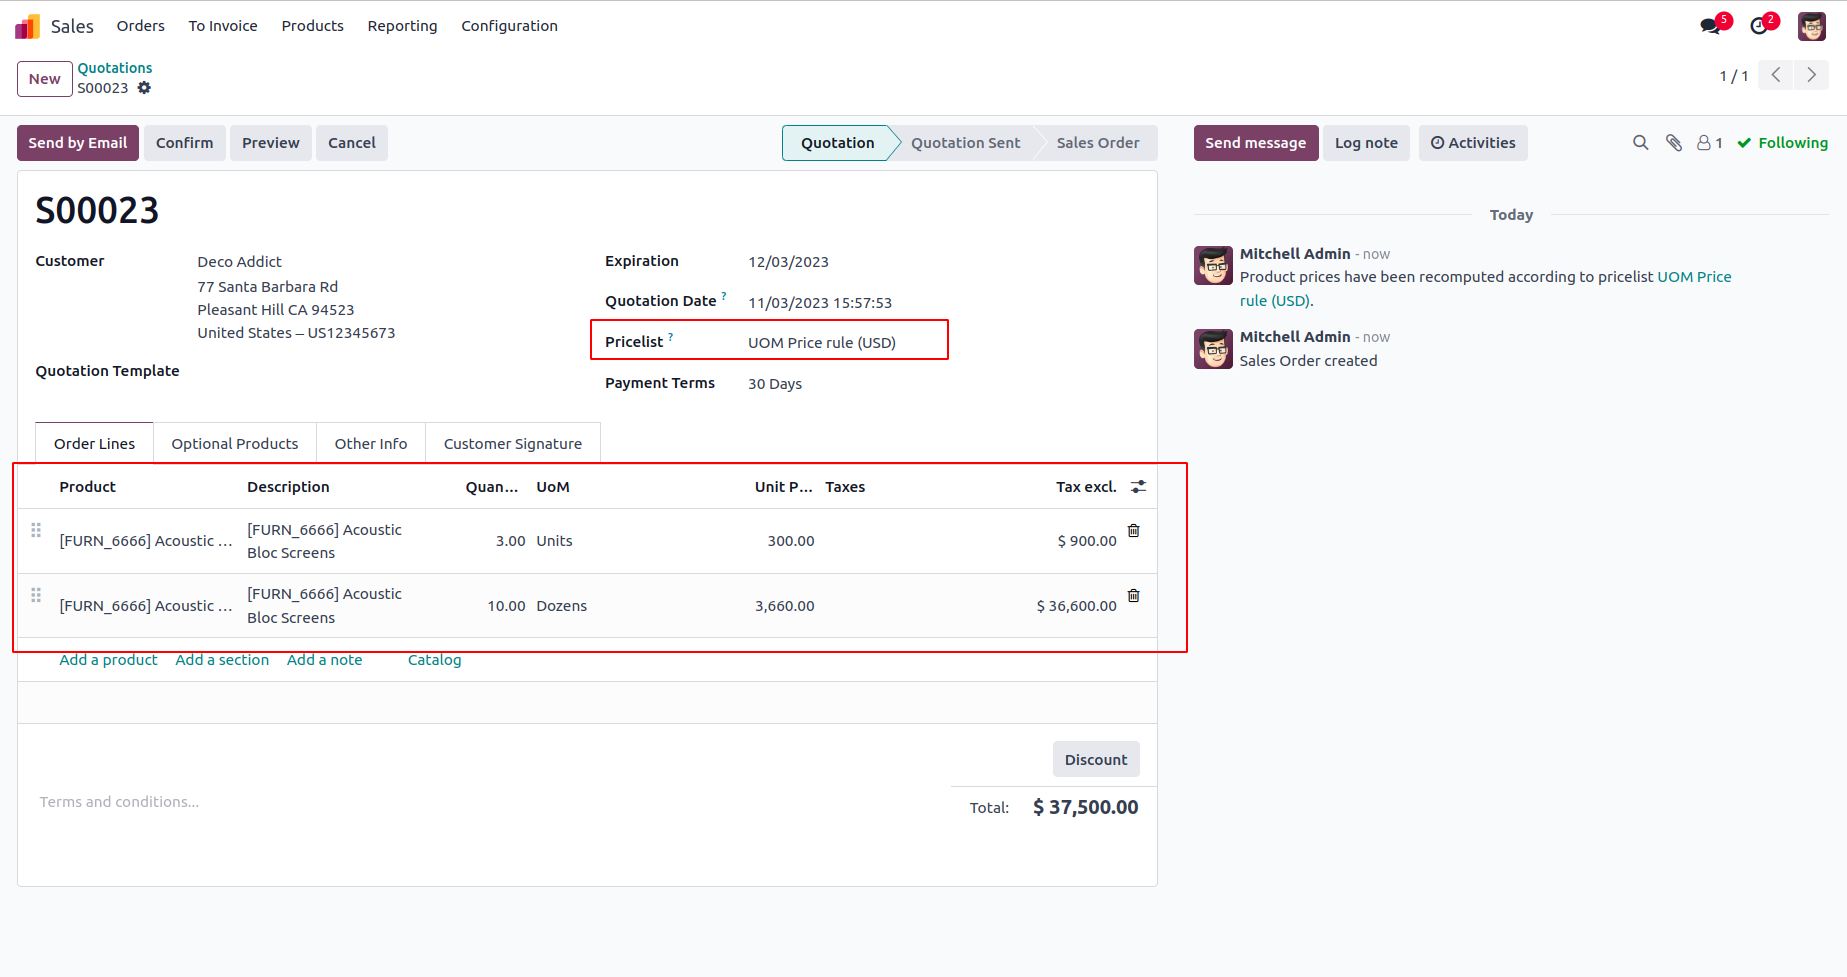 Sales Orders To Invoice Products Reporting Configuration 5 2
New Quotations
S00023
1 / 1
Send by Email Confirm Preview Cancel Quotation Quotation Sent Sales Order Send message Log note Activities 1 Following
S00023
Customer Deco Addict
77 Santa Barbara Rd
Pleasant Hill CA 94523
United States – US12345673
Quotation Template
Expiration 12/03/2023
Quotation Date ? 11/03/2023 15:57:53
Pricelist ? UOM Price rule (USD)
Payment Terms 30 Days
Order Lines Optional Products Other Info Customer Signature
Product Description Quan... UoM Unit P... Taxes Tax excl.
[FURN_6666] Acoustic ... [FURN_6666] Acoustic
Bloc Screens 3.00 Units 300.00 $ 900.00
[FURN_6666] Acoustic ... [FURN_6666] Acoustic
Bloc Screens 10.00 Dozens 3,660.00 $ 36,600.00
Add a product Add a section Add a note Catalog
Discount
Terms and conditions...
Total: $ 37,500.00
Today
Mitchell Admin - now
Product prices have been recomputed according to pricelist UOM Price
rule (USD).
Mitchell Admin - now
Sales Order created